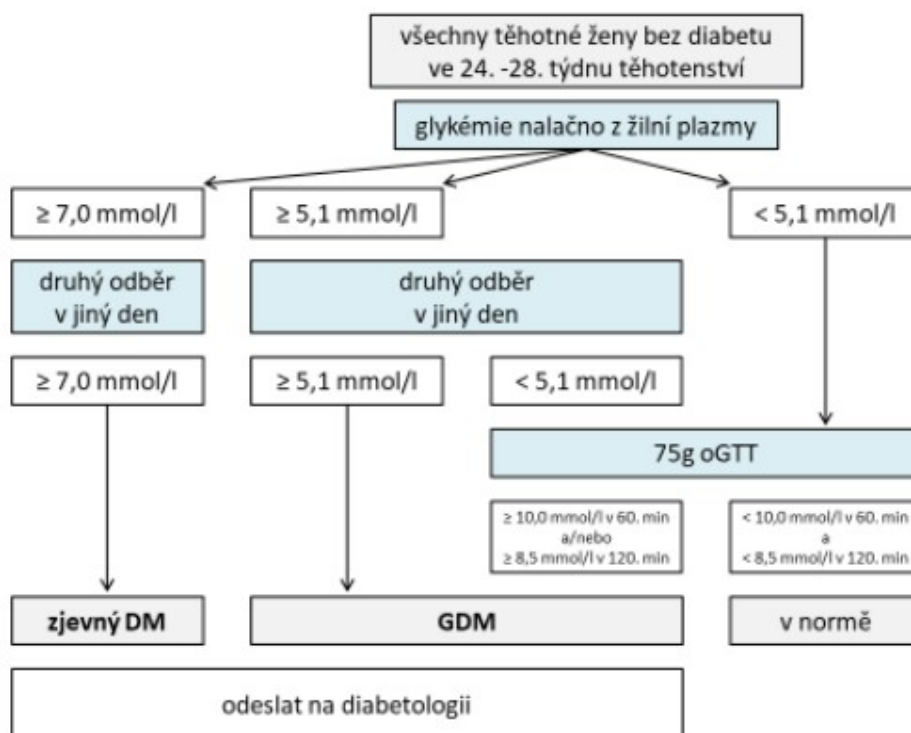 všechny těhotné ženy bez diabetu
ve 24. -28. týdnu těhotenství
glykémie nalačno z žilní plazmy
≥ 7,0 mmol/l
≥ 5,1 mmol/l
< 5,1 mmol/l
druhý odběr
v jiný den
druhý odběr
v jiný den
≥ 7,0 mmol/l
≥ 5,1 mmol/l
< 5,1 mmol/l
75g oGTT
≥ 10,0 mmol/l v 60. min
a/nebo
≥ 8,5 mmol/l v 120. min
< 10,0 mmol/l v 60. min
a
< 8,5 mmol/l v 120. min
zjevný DM
GDM
v normě
odeslat na diabetologii